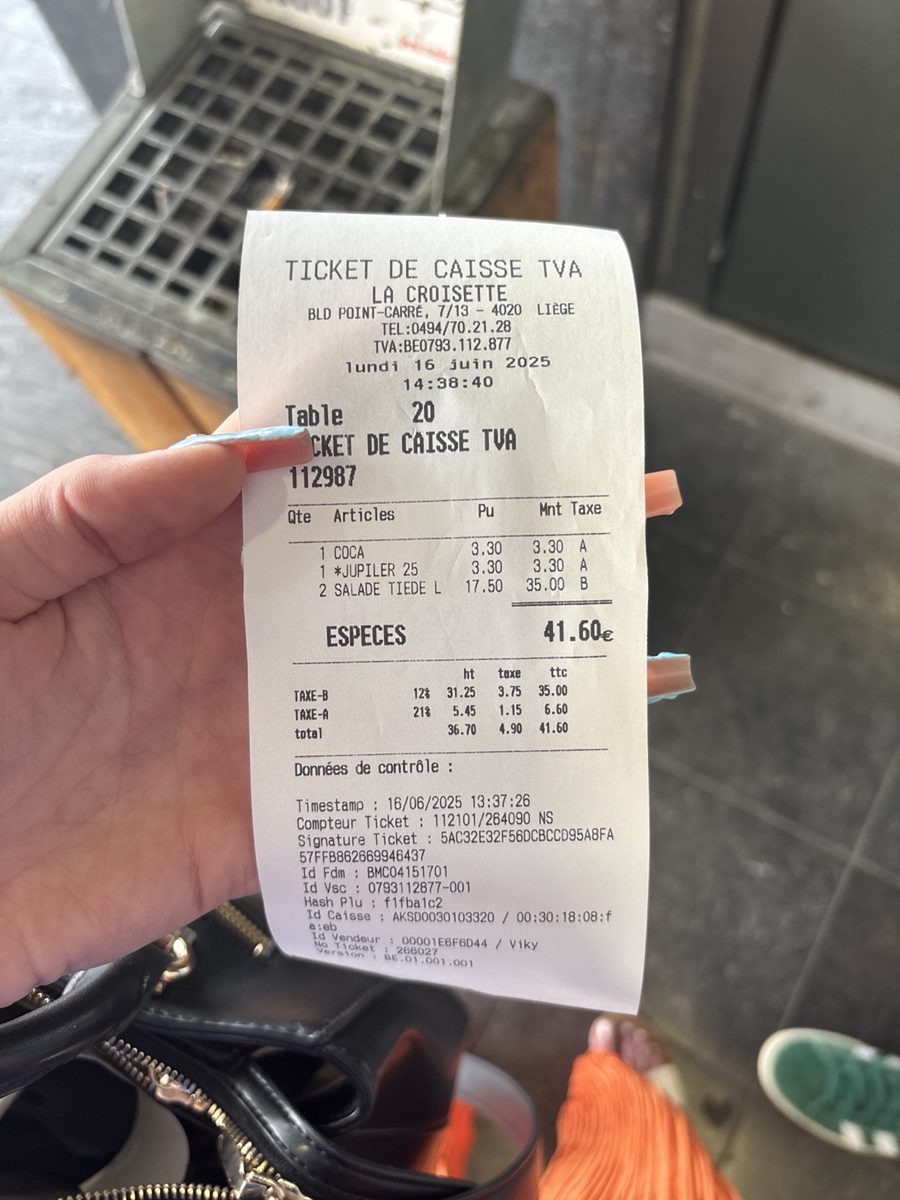 TICKET DE CAISSE TVA
LA CROISETTE
BLD POINT-CARRÉ, 7/13 - 4020 LIÈGE
TEL:0494/70.21.28
TVA:BE0793.112.877
lundi 16 juin 2025
14:38:40
Table 20
CKET DE CAISSE TVA
112987
Qte Articles Pu Mnt Taxe
1 COCA 3.30 3.30 A
1 *JUPILER 25 3.30 3.30 A
2 SALADE TIEDE L 17.50 35.00 B
ESPECES 41.60€
ht taxe ttc
TAXE-B 12% 31.25 3.75 35.00
TAXE-A 21% 5.45 1.15 6.60
total 36.70 4.90 41.60
Données de contrôle :
Timestamp : 16/06/2025 13:37:26
Compteur Ticket : 112101/264090 NS
Signature Ticket : 5AC32E32F56DCBCCD95A8FA
57FFB862669946437
Id Fdm : BMC04151701
Id Vsc : 0793112877-001
Hash Plu : f1fba1c2
Id Caisse : AKSD0030103320 / 00:30:18:08:f
a:eb
Id Vendeur : 00001E6F6D44 / Viky
No Ticket : 266027
Version : BE.01.001.001